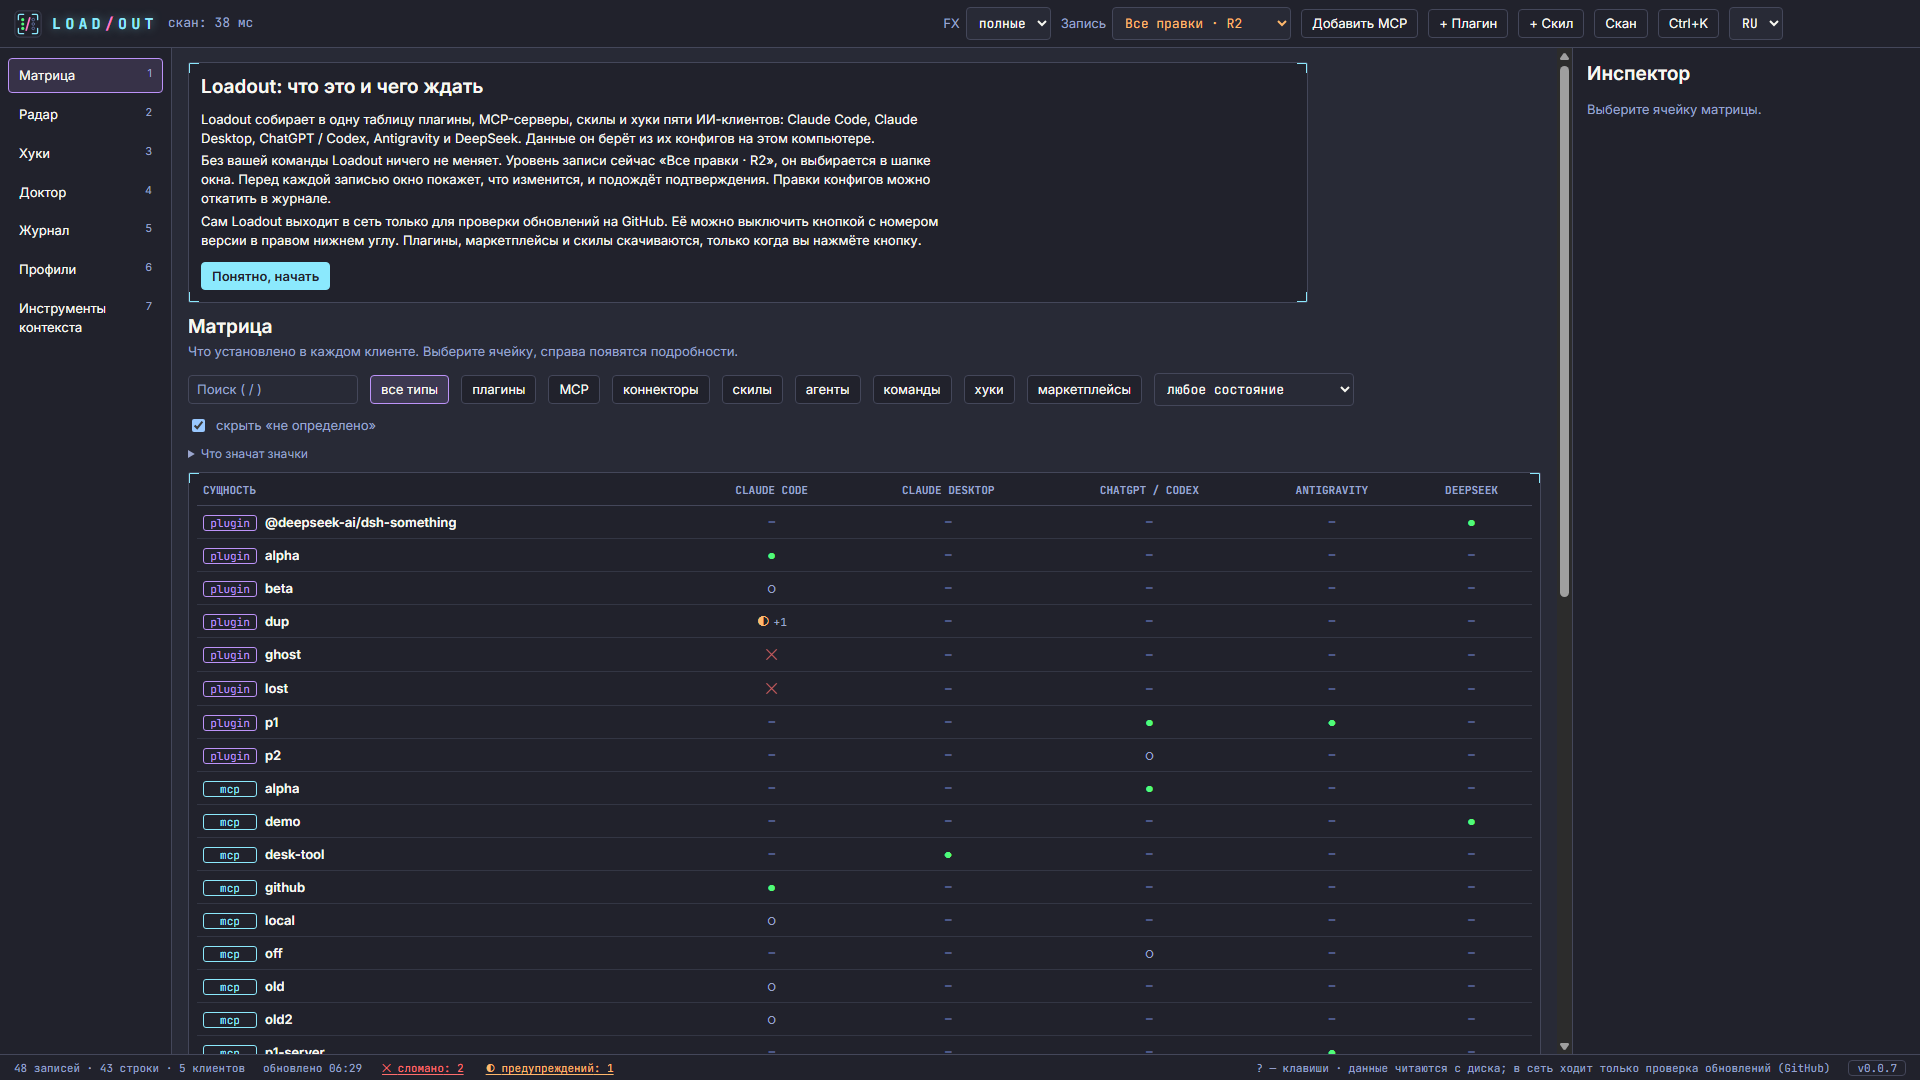 LOAD/OUT скан: 38 мс FX полные Запись Все правки · R2 Добавить MCP + Плагин + Скил Скан Ctrl+K RU
Матрица 1
Радар 2
Хуки 3
Доктор 4
Журнал 5
Профили 6
Инструменты контекста 7
Loadout: что это и чего ждать
Loadout собирает в одну таблицу плагины, MCP-серверы, скилы и хуки пяти ИИ-клиентов: Claude Code, Claude
Desktop, ChatGPT / Codex, Antigravity и DeepSeek. Данные он берёт из их конфигов на этом компьютере.
Без вашей команды Loadout ничего не меняет. Уровень записи сейчас «Все правки · R2», он выбирается в шапке
окна. Перед каждой записью окно покажет, что изменится, и подождёт подтверждения. Правки конфигов можно
откатить в журнале.
Сам Loadout выходит в сеть только для проверки обновлений на GitHub. Её можно выключить кнопкой с номером
версии в правом нижнем углу. Плагины, маркетплейсы и скилы скачиваются, только когда вы нажмёте кнопку.
Понятно, начать
Матрица
Что установлено в каждом клиенте. Выберите ячейку, справа появятся подробности.
Поиск ( / ) все типы плагины MCP коннекторы скилы агенты команды хуки маркетплейсы любое состояние
скрыть «не определено»
Что значат значки
СУЩНОСТЬ CLAUDE CODE CLAUDE DESKTOP CHATGPT / CODEX ANTIGRAVITY DEEPSEEK
plugin @deepseek-ai/dsh-something – – – – ●
plugin alpha ● – – – –
plugin beta ○ – – – –
plugin dup ◐ +1 – – – –
plugin ghost ✕ – – – –
plugin lost ✕ – – – –
plugin p1 – – ● ● –
plugin p2 – – ○ – –
mcp alpha – – ● – –
mcp demo – – – – ●
mcp desk-tool – ● – – –
mcp github ● – – – –
mcp local ○ – – – –
mcp off – – ○ – –
mcp old ○ – – – –
mcp old2 ○ – – – –
mcp p1-server – – – ● –
Инспектор
Выберите ячейку матрицы.
48 записей · 43 строки · 5 клиентов обновлено 06:29 ✕ сломано: 2 ◐ предупреждений: 1 ? — клавиши · данные читаются с диска; в сеть ходит только проверка обновлений (GitHub) v0.0.7